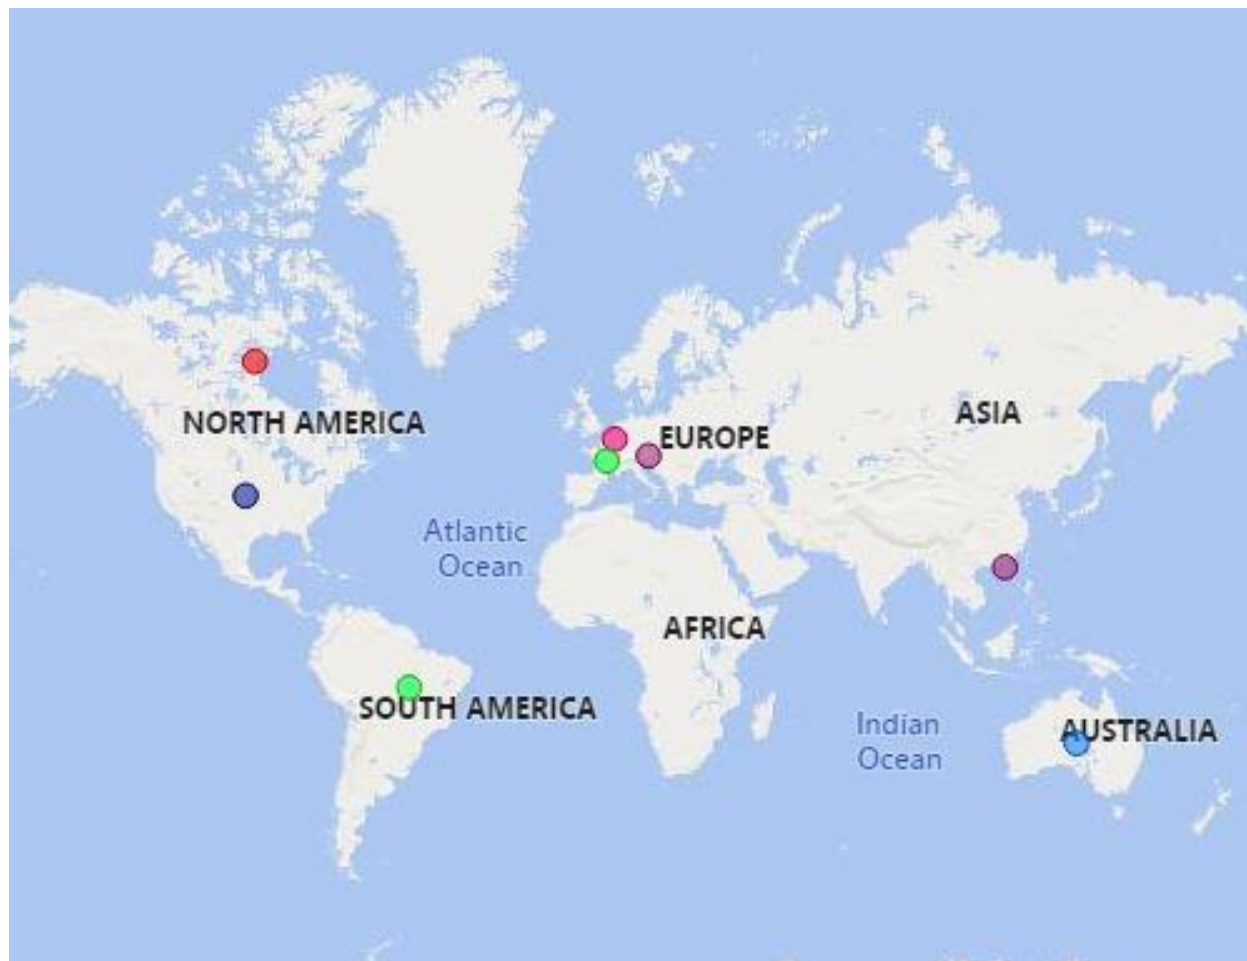 ASIA
NORTH AMERICA
EUROPE
Atlantic
Ocean
AFRICA
SOUTH AMERICA
Indian
Ocean
AUSTRALIA